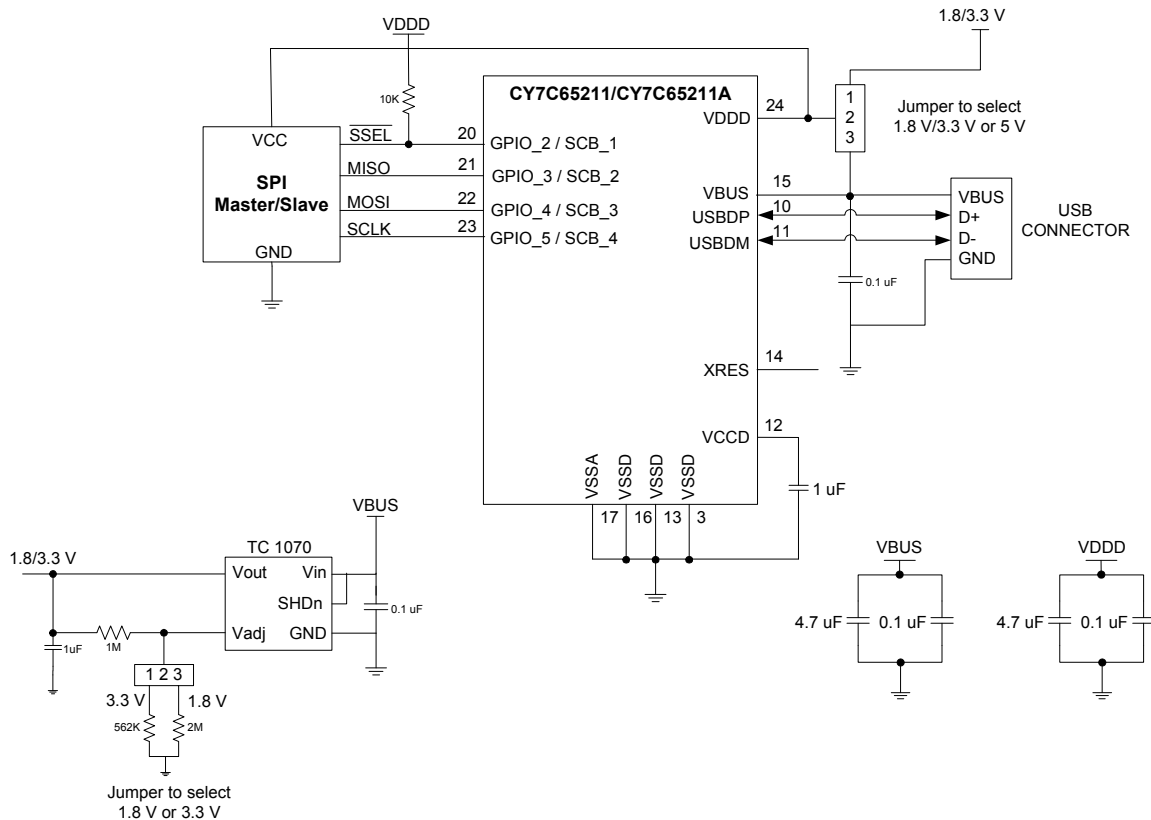 1.8/3.3 V
VDDD
CY7C65211/CY7C65211A
10K
24
VDDD
1
2
3
Jumper to select
1.8 V/3.3 V or 5 V
VCC
SPI
Master/Slave
GND
SSEL
20
GPIO_2 / SCB_1
MISO
21
GPIO_3 / SCB_2
MOSI
22
GPIO_4 / SCB_3
SCLK
23
GPIO_5 / SCB_4
VBUS
15
USBDP
10
USBDM
11
VBUS
D+
D-
GND
USB
CONNECTOR
0.1 uF
XRES
14
VCCD
12
1 uF
VSSA
VSSD
VSSD
VSSD
17
16
13
3
VBUS
1.8/3.3 V
TC 1070
Vout
Vin
SHDn
Vadj
GND
0.1 uF
1uF
1M
1 2 3
3.3 V
1.8 V
562K
2M
Jumper to select
1.8 V or 3.3 V
VBUS
4.7 uF
0.1 uF
VDDD
4.7 uF
0.1 uF